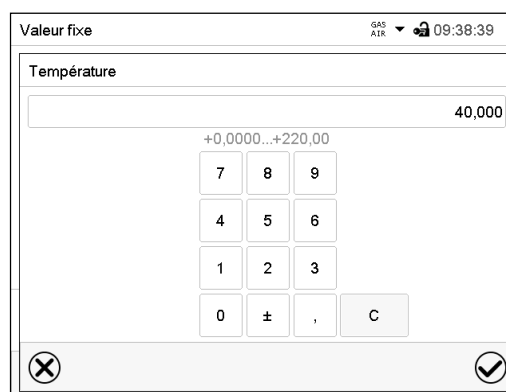 Valeur fixe
GAS
AIR
09:38:39
Température
40,000
+0,0000...+220,00
7 8 9
4 5 6
1 2 3
0 ± , C